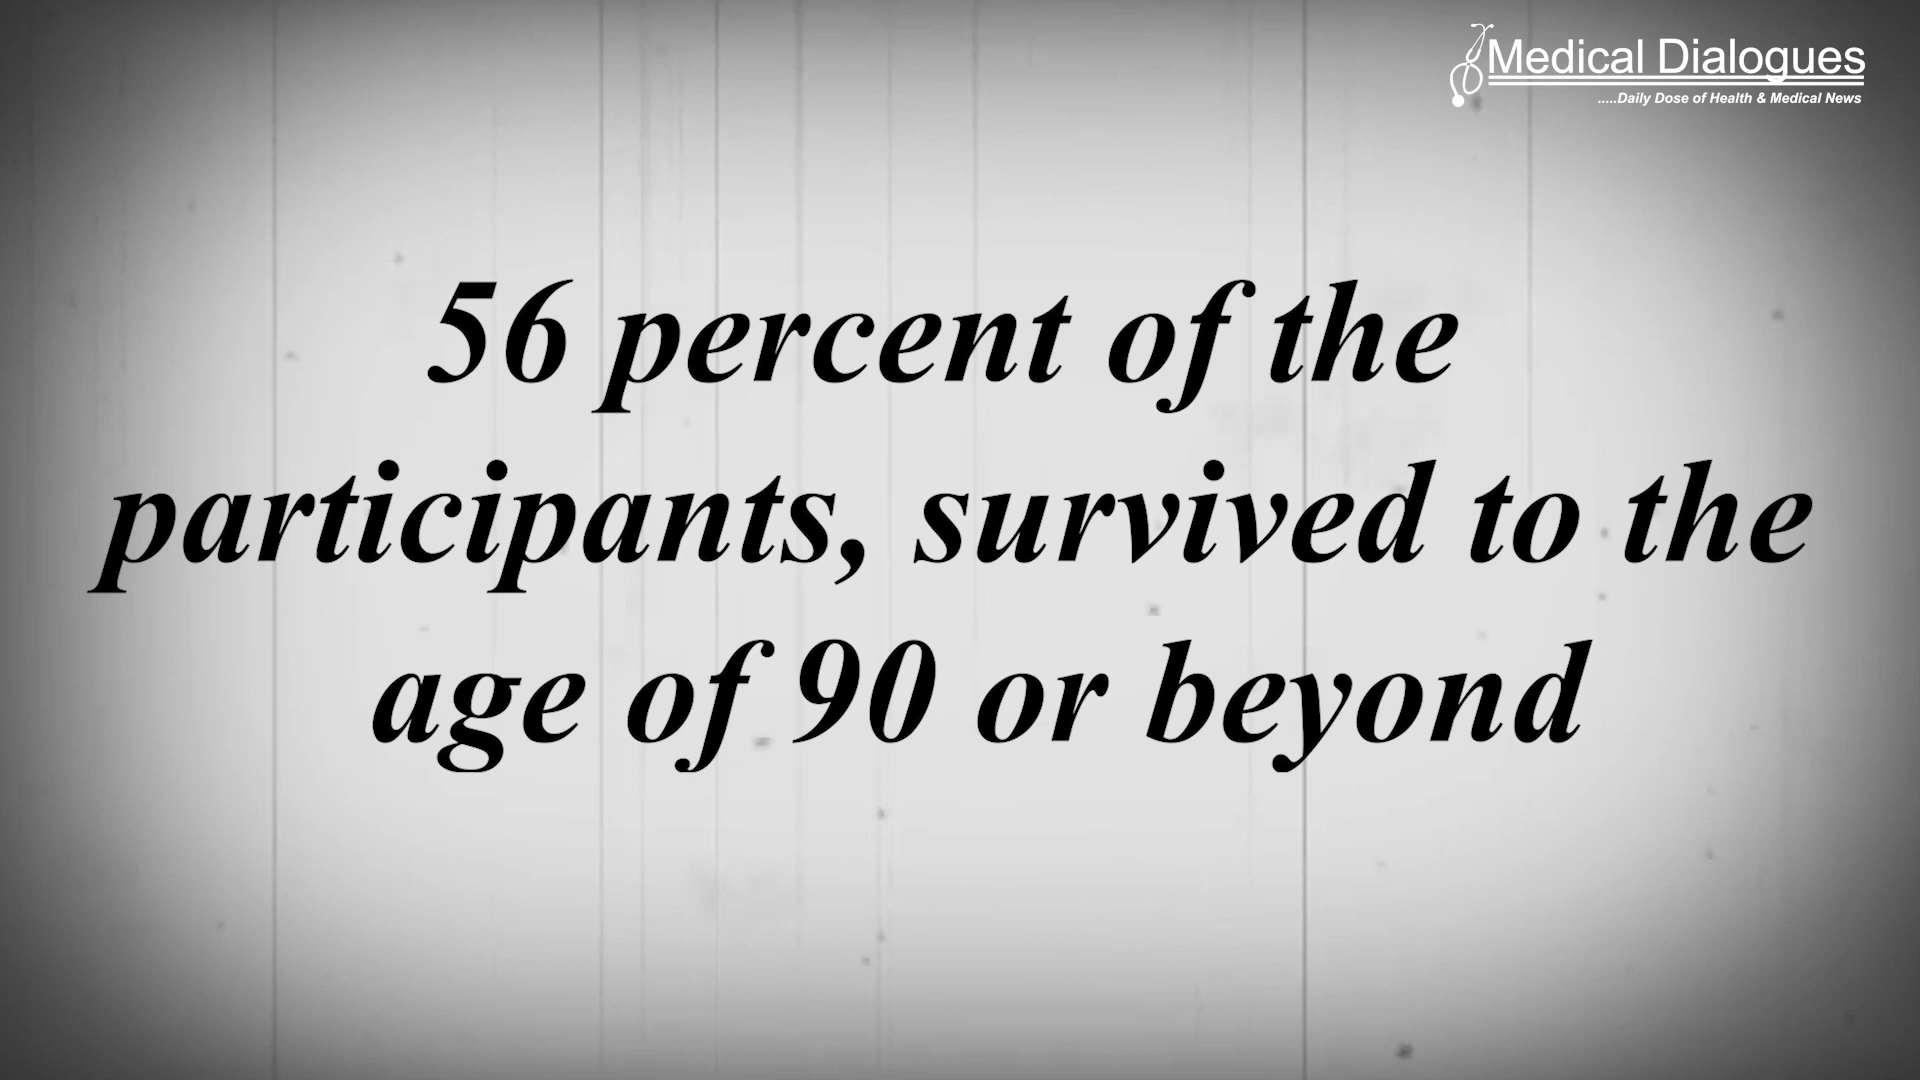 Medical Dialogues
.....Daily Dose of Health & Medical News
56 percent of the
participants, survived to the
age of 90 or beyond